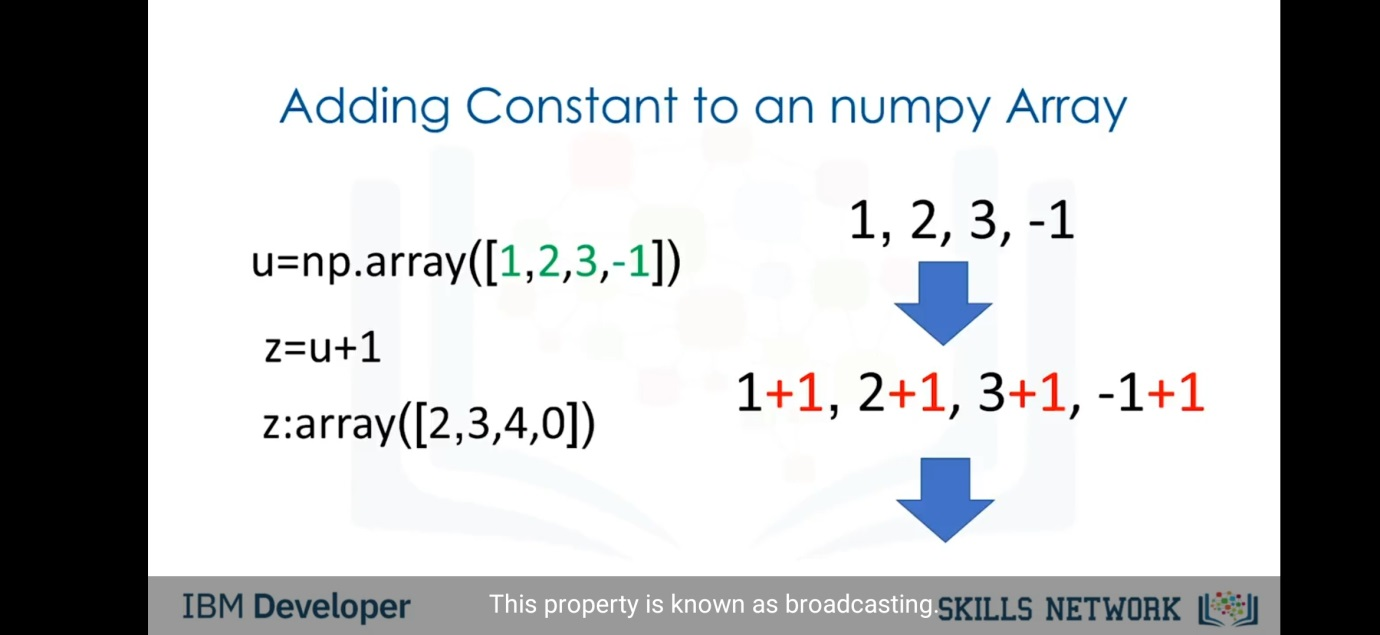 Adding Constant to an numpy Array
u=np.array([1,2,3,-1])
z=u+1
z:array([2,3,4,0])
1, 2, 3, -1
1+1, 2+1, 3+1, -1+1
IBM Developer
This property is known as broadcasting.
SKILLS NETWORK